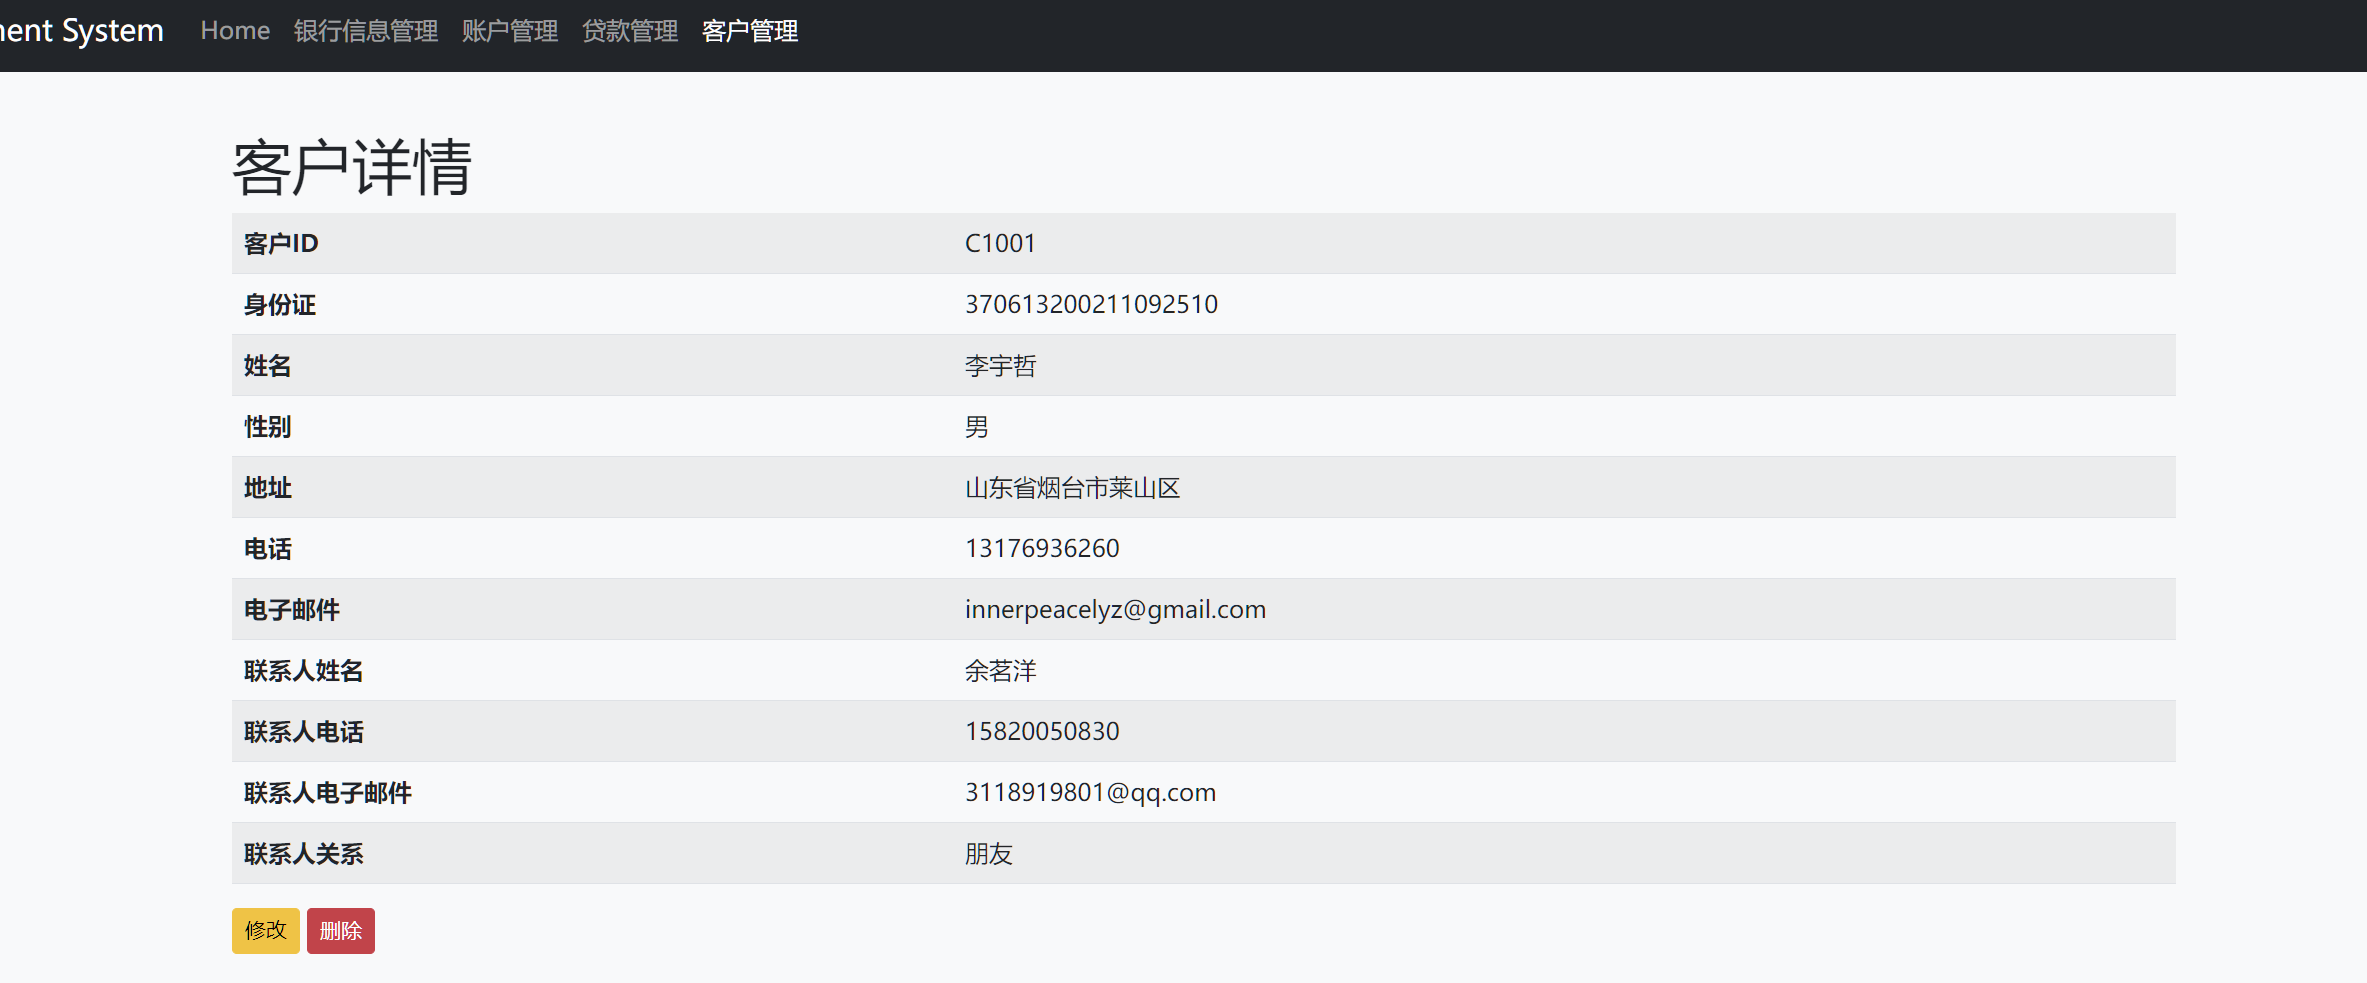 ment System Home 银行信息管理 账户管理 贷款管理 客户管理
客户详情
客户ID C1001
身份证 370613200211092510
姓名 李宇哲
性别 男
地址 山东省烟台市莱山区
电话 13176936260
电子邮件 innerpeacelyz@gmail.com
联系人姓名 余茗洋
联系人电话 15820050830
联系人电子邮件 3118919801@qq.com
联系人关系 朋友
修改 删除